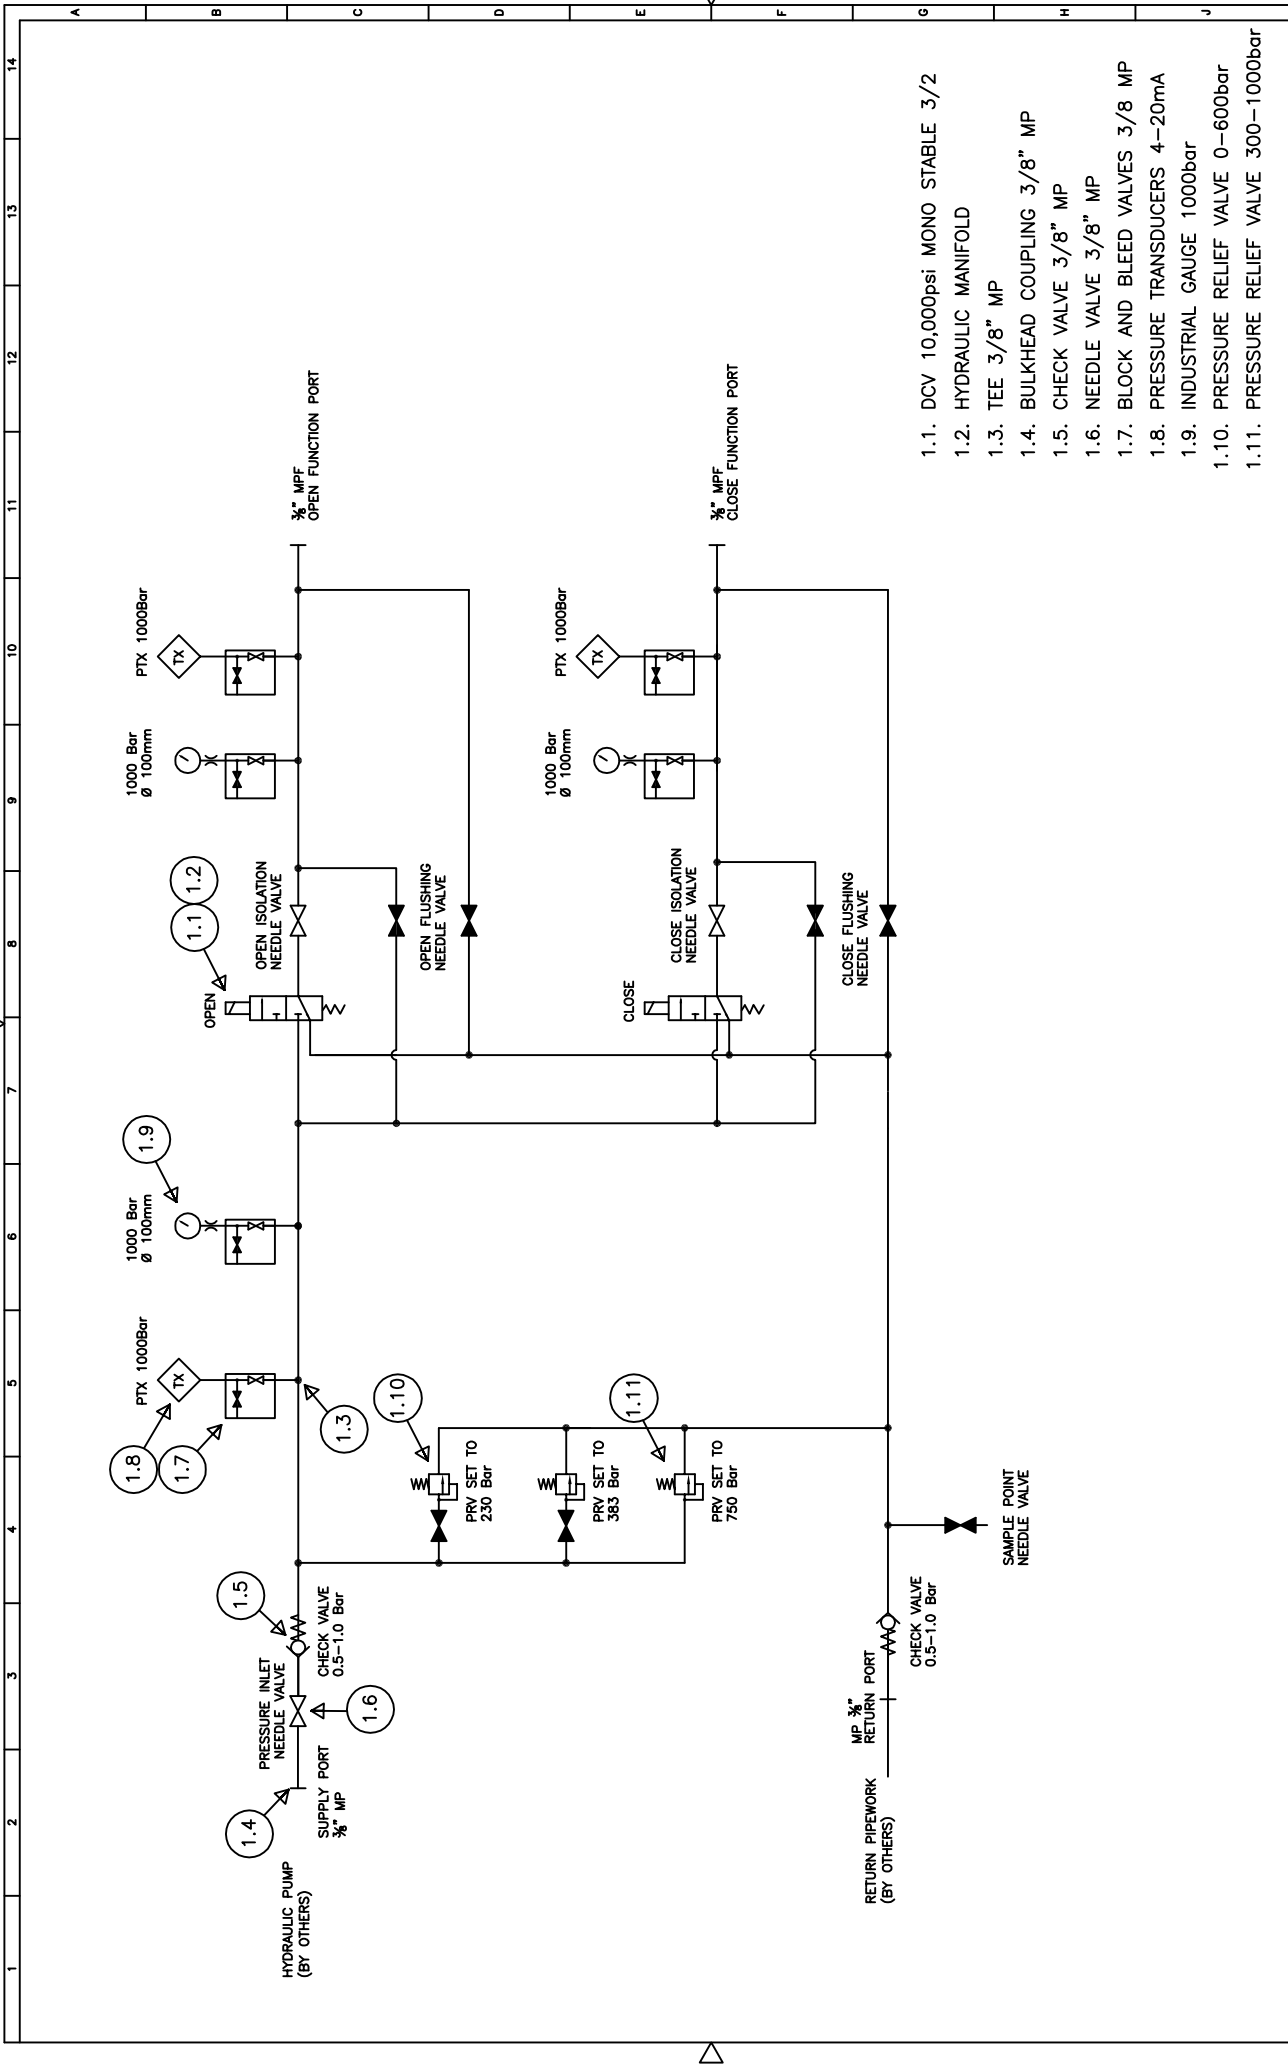 1
2
3
4
5
6
7
8
9
10
11
12
13
14
A
B
C
D
E
F
G
H
J
HYDRAULIC PUMP
(BY OTHERS)
1.4
SUPPLY PORT
⅜" MP
PRESSURE INLET
NEEDLE VALVE
1.6
1.5
CHECK VALVE
0.5-1.0 Bar
1.8
1.7
PTX 1000Bar
TX
1.3
1000 Bar
Ø 100mm
1.9
1.10
PRV SET TO
230 Bar
PRV SET TO
383 Bar
1.11
PRV SET TO
750 Bar
OPEN
1.1
1.2
OPEN ISOLATION
NEEDLE VALVE
OPEN FLUSHING
NEEDLE VALVE
1000 Bar
Ø 100mm
PTX 1000Bar
TX
⅜" MPF
OPEN FUNCTION PORT
CLOSE
CLOSE ISOLATION
NEEDLE VALVE
CLOSE FLUSHING
NEEDLE VALVE
1000 Bar
Ø 100mm
PTX 1000Bar
TX
⅜" MPF
CLOSE FUNCTION PORT
RETURN PIPEWORK
(BY OTHERS)
MP ⅜"
RETURN PORT
CHECK VALVE
0.5-1.0 Bar
SAMPLE POINT
NEEDLE VALVE
1.1. DCV 10,000psi MONO STABLE 3/2
1.2. HYDRAULIC MANIFOLD
1.3. TEE 3/8" MP
1.4. BULKHEAD COUPLING 3/8" MP
1.5. CHECK VALVE 3/8" MP
1.6. NEEDLE VALVE 3/8" MP
1.7. BLOCK AND BLEED VALVES 3/8 MP
1.8. PRESSURE TRANSDUCERS 4-20mA
1.9. INDUSTRIAL GAUGE 1000bar
1.10. PRESSURE RELIEF VALVE 0-600bar
1.11. PRESSURE RELIEF VALVE 300-1000bar